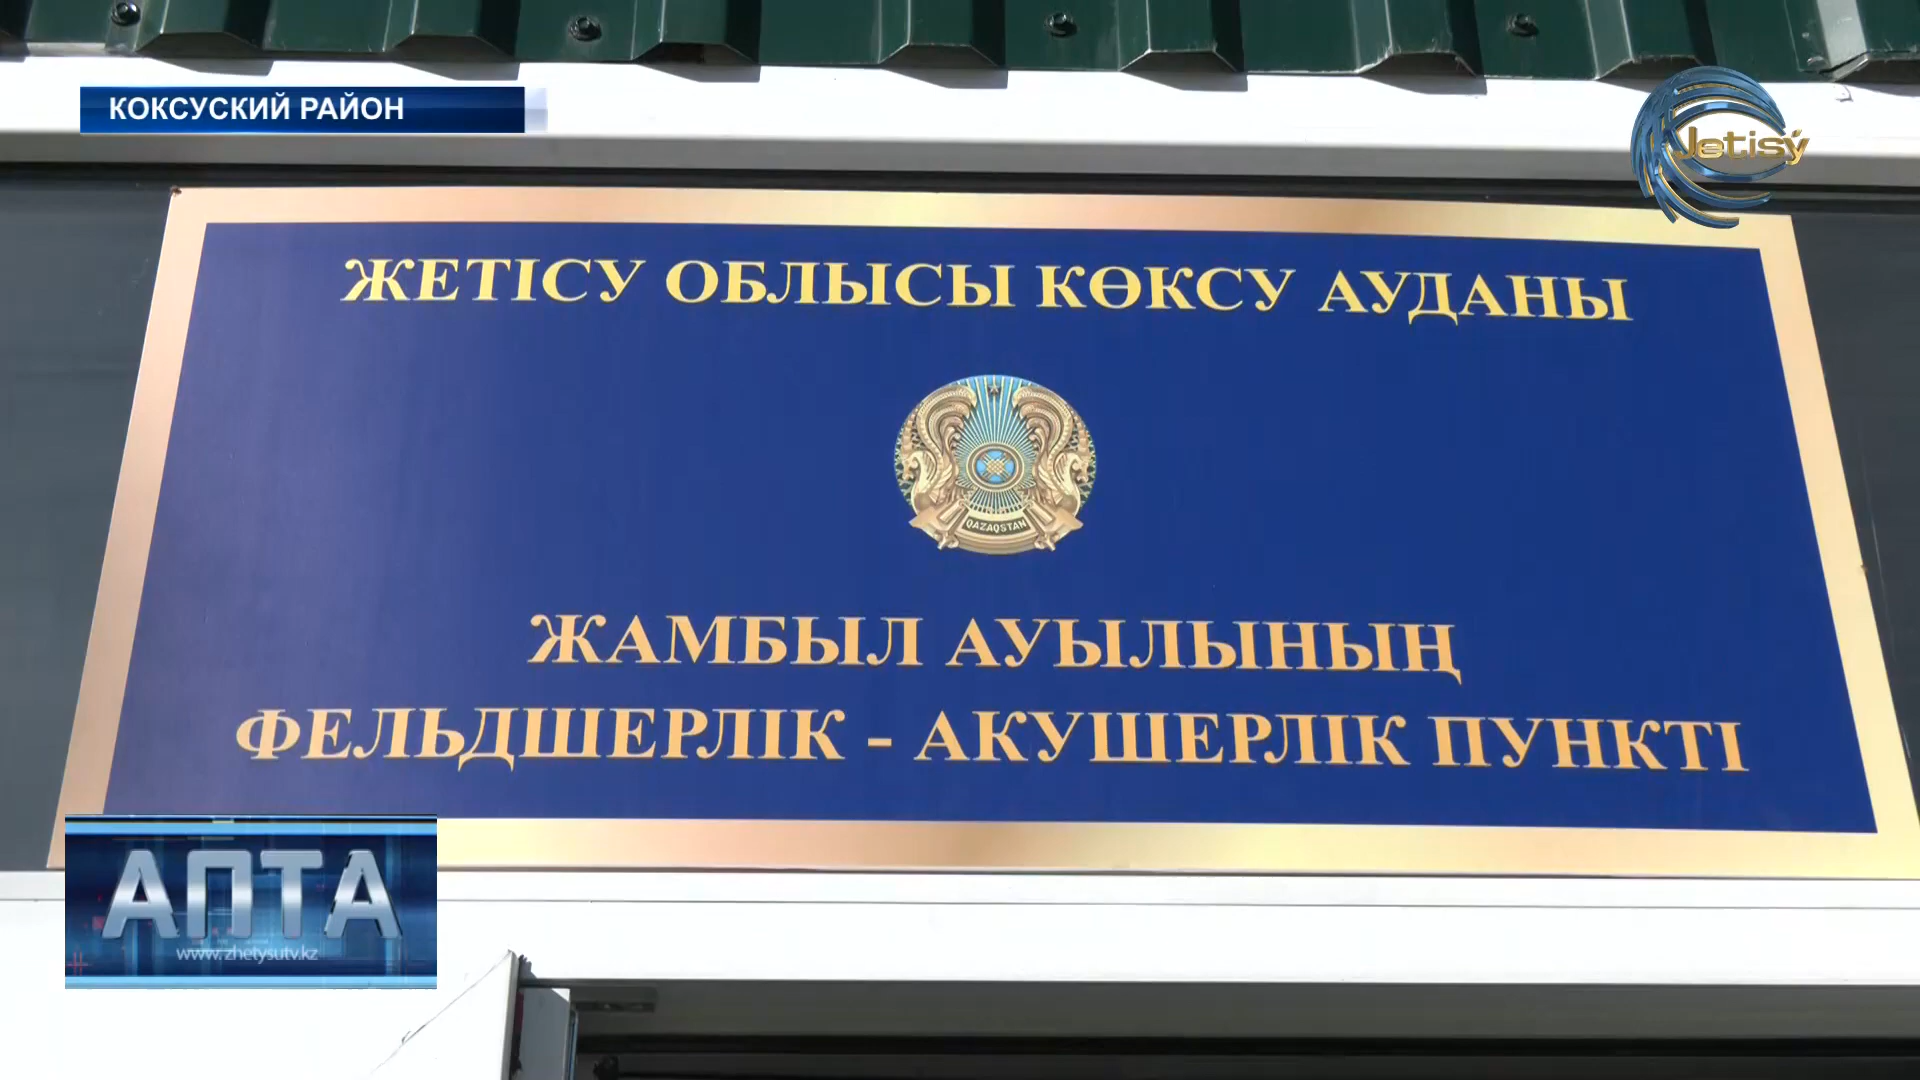 КОКСУСКИЙ РАЙОН
Jetisý
ЖЕТІСУ ОБЛЫСЫ КӨКСУ АУДАНЫ
QAZAQSTAN
ЖАМБЫЛ АУЫЛЫНЫҢ
ФЕЛЬДШЕРЛІК - АКУШЕРЛІК ПУНКТІ
АПТА
www.zhetysutv.kz